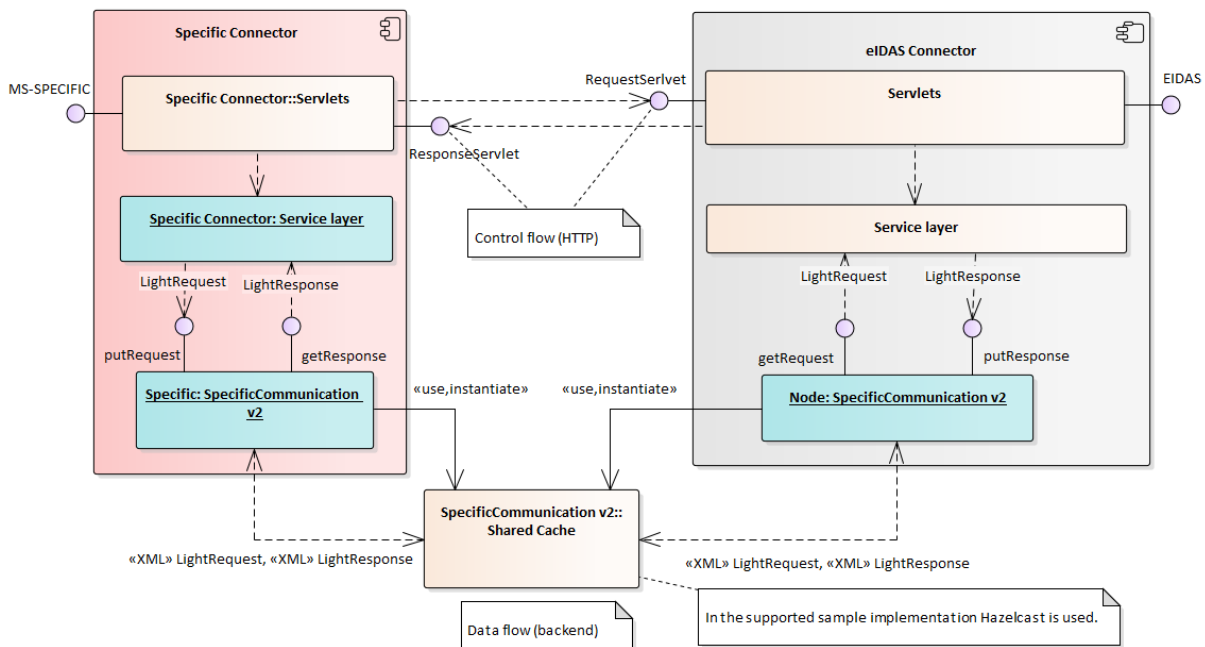 Specific Connector
eIDAS Connector
MS-SPECIFIC
Specific Connector::Servlets
RequestSerlvet
Servlets
EIDAS
ResponseServlet
Specific Connector: Service layer
Control flow (HTTP)
Service layer
LightRequest
LightResponse
LightRequest
LightResponse
putRequest
getResponse
getRequest
putResponse
Specific: SpecificCommunication
v2
«use,instantiate»
«use,instantiate»
Node: SpecificCommunication v2
SpecificCommunication v2::
Shared Cache
«XML» LightRequest, «XML» LightResponse
«XML» LightRequest, «XML» LightResponse
Data flow (backend)
In the supported sample implementation Hazelcast is used.